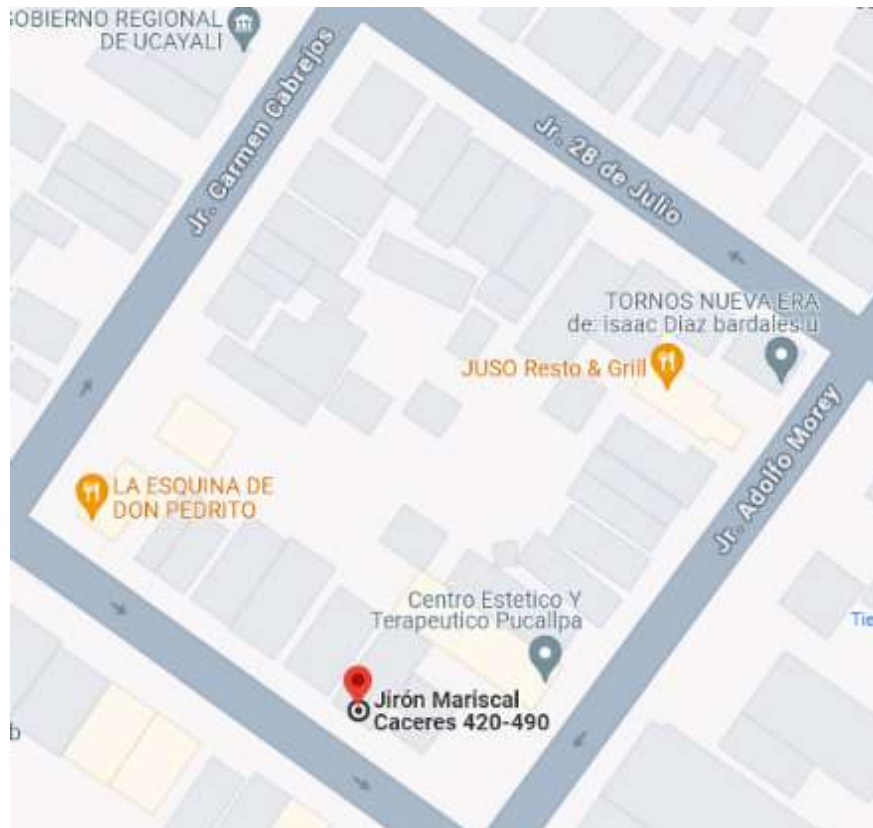 GOBIERNO REGIONAL
DE UCAYALI
Jr. Carmen Cabrejos
Jr. 28 de Julio
TORNOS NUEVA ERA
de: isaac Diaz bardales u
JUSO Resto & Grill
Jr. Adolfo Morey
LA ESQUINA DE
DON PEDRITO
Centro Estetico Y
Terapeutico Pucallpa
Tie
Jirón Mariscal
Caceres 420-490
b